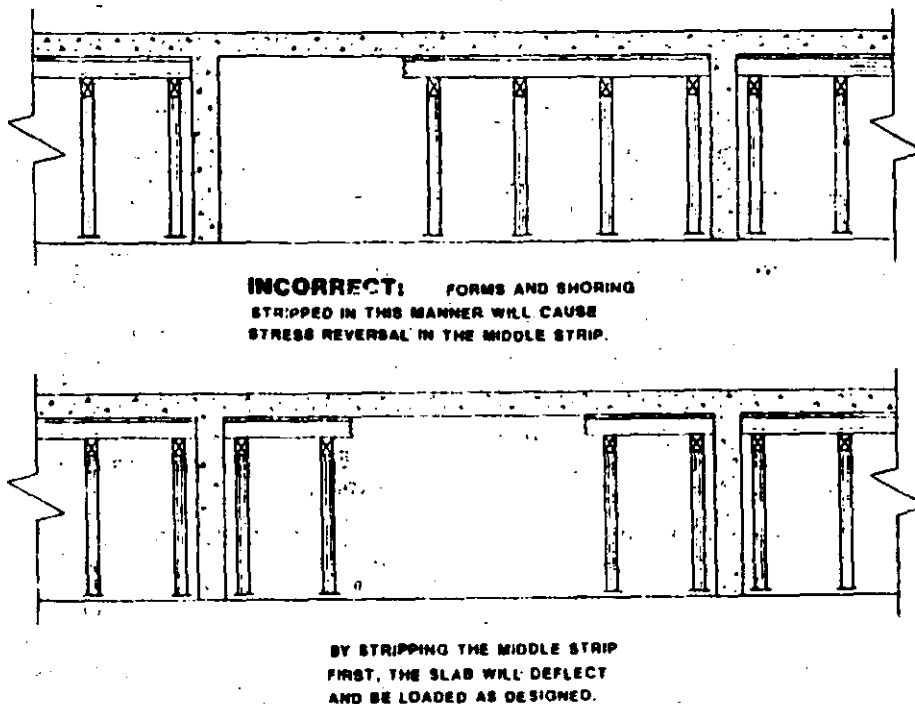 INCORRECT: FORMS AND SHORING
STRIPPED IN THIS MANNER WILL CAUSE
STRESS REVERSAL IN THE MIDDLE STRIP.
BY STRIPPING THE MIDDLE STRIP
FIRST, THE SLAB WILL DEFLECT
AND BE LOADED AS DESIGNED.